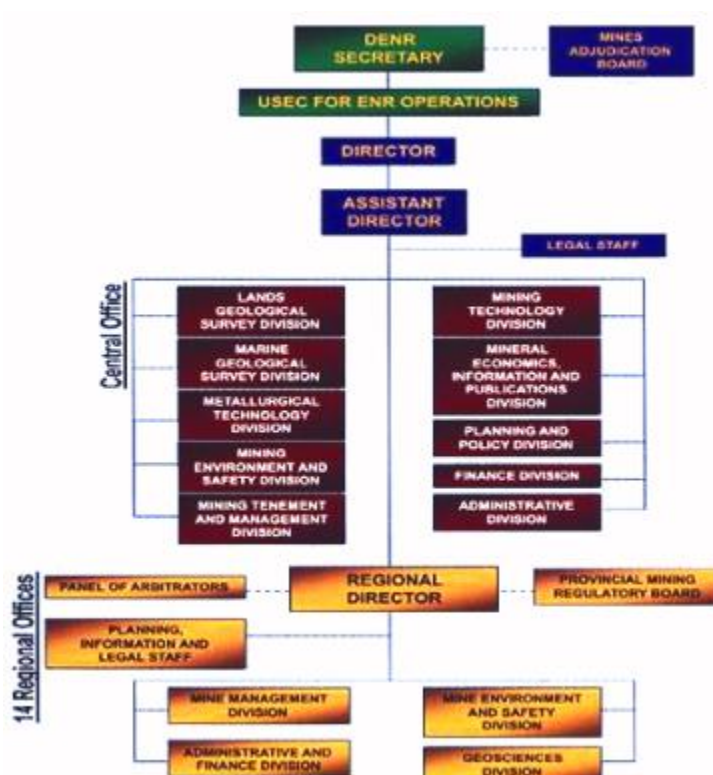 DENR
SECRETARY
MINES
ADJUDICATION
BOARD
USEC FOR ENR OPERATIONS
DIRECTOR
ASSISTANT
DIRECTOR
LEGAL STAFF
Central Office
LANDS
GEOLOGICAL
SURVEY DIVISION
MARINE
GEOLOGICAL
SURVEY DIVISION
METALLURGICAL
TECHNOLOGY
DIVISION
MINING
ENVIRONMENT AND
SAFETY DIVISION
MINING TENEMENT
AND MANAGEMENT
DIVISION
MINING
TECHNOLOGY
DIVISION
MINERAL
ECONOMICS,
INFORMATION AND
PUBLICATIONS
DIVISION
PLANNING AND
POLICY DIVISION
FINANCE DIVISION
ADMINISTRATIVE
DIVISION
14 Regional Offices
PANEL OF ARBITRATORS
REGIONAL
DIRECTOR
PROVINCIAL MINING
REGULATORY BOARD
PLANNING,
INFORMATION AND
LEGAL STAFF
MINE MANAGEMENT
DIVISION
MINE ENVIRONMENT
AND SAFETY
DIVISION
ADMINISTRATIVE AND
FINANCE DIVISION
GEOSCIENCES
DIVISION